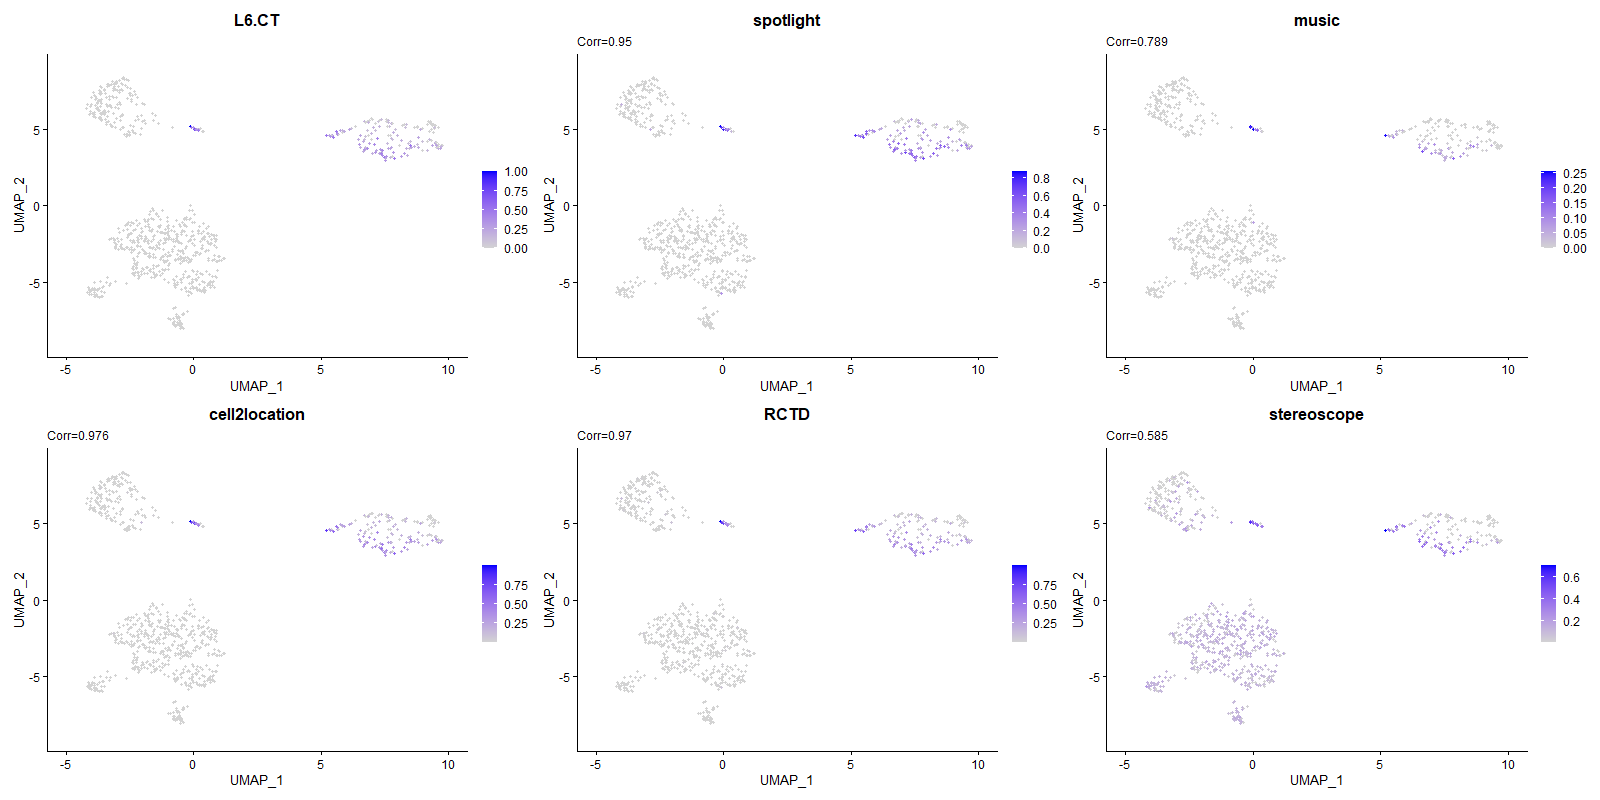 L6.CT
5
0
-5
UMAP_2
-5
0
5
10
UMAP_1
1.00
0.75
0.50
0.25
0.00
spotlight
Corr=0.95
5
0
-5
UMAP_2
-5
0
5
10
UMAP_1
0.8
0.6
0.4
0.2
0.0
music
Corr=0.789
5
0
-5
UMAP_2
-5
0
5
10
UMAP_1
0.25
0.20
0.15
0.10
0.05
0.00
cell2location
Corr=0.976
5
0
-5
UMAP_2
-5
0
5
10
UMAP_1
0.75
0.50
0.25
RCTD
Corr=0.97
5
0
-5
UMAP_2
-5
0
5
10
UMAP_1
0.75
0.50
0.25
stereoscope
Corr=0.585
5
0
-5
UMAP_2
-5
0
5
10
UMAP_1
0.6
0.4
0.2